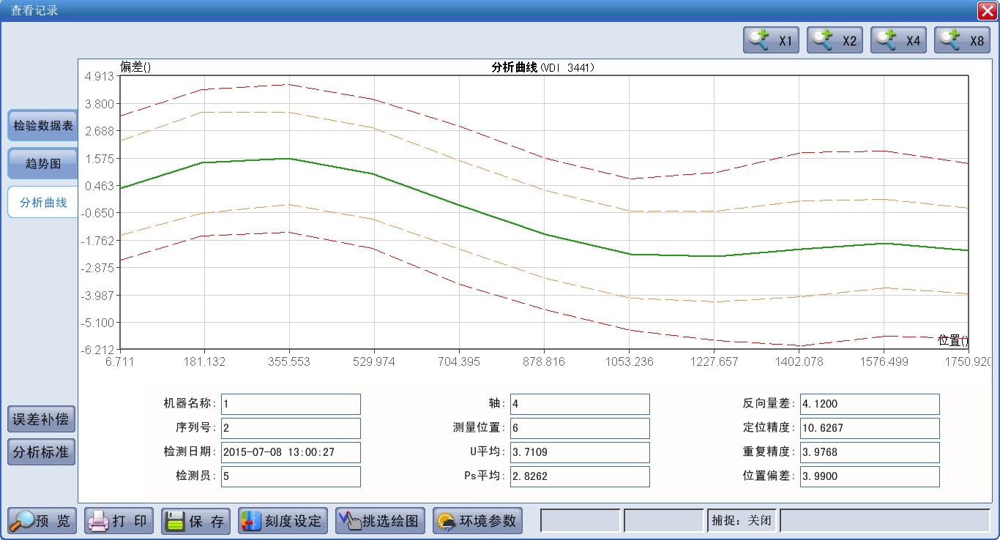 查看记录
X1 X2 X4 X8
偏差() 分析曲线(VDI 3441)
4.913
3.800
检验数据表
2.688
趋势图
1.575
0.463
分析曲线
-0.650
-1.762
-2.875
-3.987
-5.100
位置()
-6.212
6.711 181.132 355.553 529.974 704.395 878.816 1053.236 1227.657 1402.078 1576.499 1750.920
机器名称: 1 轴: 4 反向量差: 4.1200
误差补偿
序列号: 2 测量位置: 6 定位精度: 10.6267
分析标准
检测日期: 2015-07-08 13:00:27 U平均: 3.7109 重复精度: 3.9768
检测员: 5 Ps平均: 2.8262 位置偏差: 3.9900
预 览 打 印 保 存 刻度设定 挑选绘图 环境参数 捕捉: 关闭